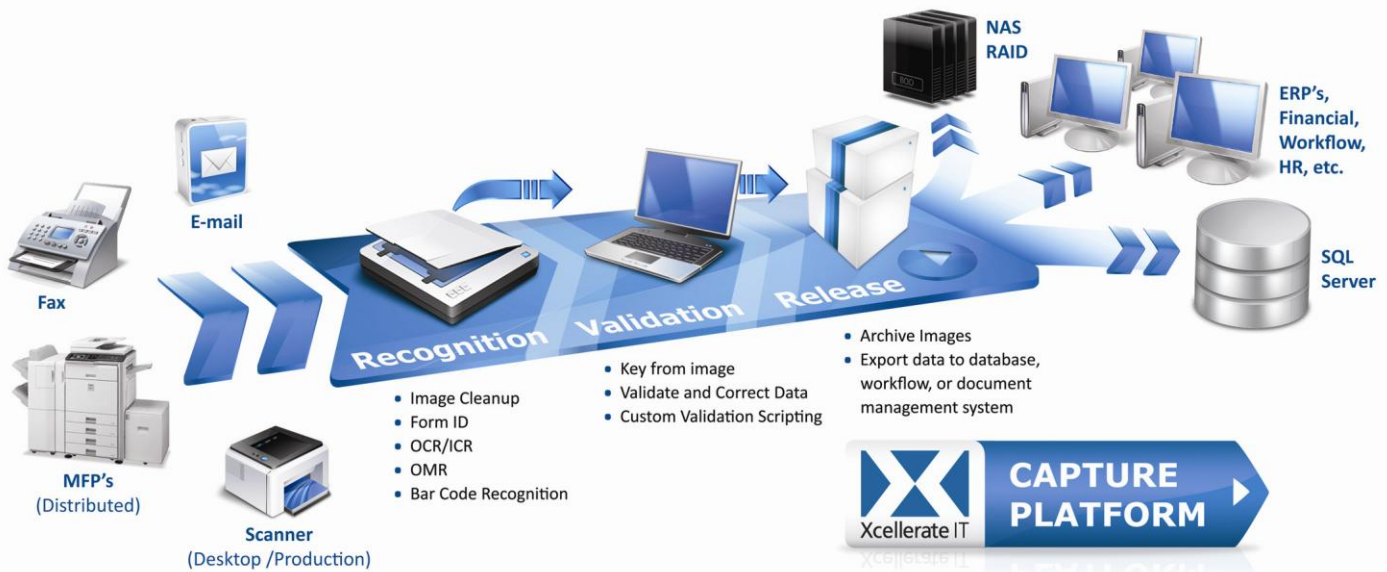 NAS
RAID
ERP's,
Financial,
Workflow,
HR, etc.
E-mail
Fax
SQL
Server
MFP's
(Distributed)
Scanner
(Desktop /Production)
Recognition
Validation
Release
• Image Cleanup
• Form ID
• OCR/ICR
• OMR
• Bar Code Recognition
• Key from image
• Validate and Correct Data
• Custom Validation Scripting
• Archive Images
• Export data to database,
workflow, or document
management system
Xcellerate IT
CAPTURE
PLATFORM